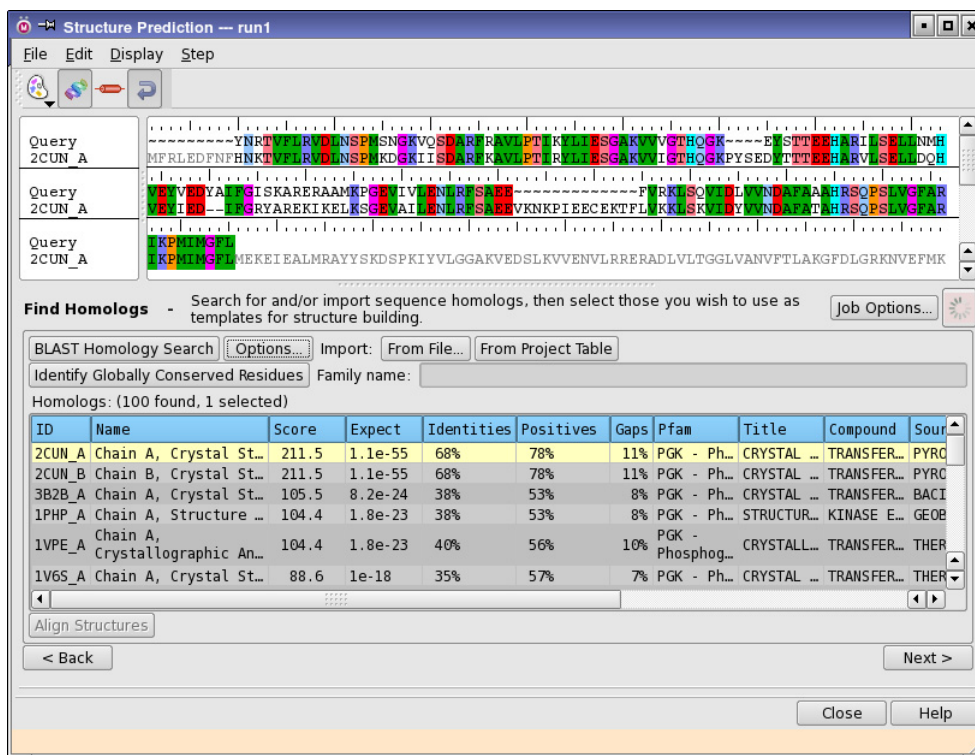 Structure Prediction --- run1
File Edit Display Step
Query ~~~~~~~~~YNRTVFLRVDLNSPMSNGKVQSDARFRAVLPTIKYLIESGAKVVVGTHQGK~~~~EYSTTEEHARILSELLNMH
2CUN_A MFRLEDFNFHNKTVFLRVDLNSPMKDGKIISDARFKAVLPTIRYLIESGAKVVIGTHQGKPYSEDYTTTEEHARVLSELLDQH
Query VEYVEDYAIFGISKARERAAMKPGEVIVLENLRFSAEE~~~~~~~~~~~~~~FVRKLSQVIDLVVNDAFAAAHRSQPSLVGFAR
2CUN_A VEYIED--IFGRYAREKIKELKSGEVAILENLRFSAEEVKNKPIEECEKTFLVKKLSKVIDYVVNDAFATAHRSQPSLVGFAR
Query IKPMIMGFL
2CUN_A IKPMIMGFLMEKEIEALMRAYYSKDSPKIYVLGGAKVEDSLKVVENVLRRERADLVLTGGLVANVFTLAKGFDLGRKNVEFMK
Find Homologs - Search for and/or import sequence homologs, then select those you wish to use as
templates for structure building.
Job Options...
BLAST Homology Search Options... Import: From File... From Project Table
Identify Globally Conserved Residues Family name:
Homologs: (100 found, 1 selected)
ID Name Score Expect Identities Positives Gaps Pfam Title Compound Sour
2CUN_A Chain A, Crystal St... 211.5 1.1e-55 68% 78% 11% PGK - Ph... CRYSTAL ... TRANSFER... PYRO
2CUN_B Chain B, Crystal St... 211.5 1.1e-55 68% 78% 11% PGK - Ph... CRYSTAL ... TRANSFER... PYRO
3B2B_A Chain A, Crystal St... 105.5 8.2e-24 38% 53% 8% PGK - Ph... CRYSTAL ... TRANSFER... BACI
1PHP_A Chain A, Structure ... 104.4 1.8e-23 38% 53% 8% PGK - Ph... STRUCTUR... KINASE E... GEOB
1VPE_A Chain A, Crystallographic An... 104.4 1.8e-23 40% 56% 10% PGK - Phosphog... CRYSTALL... TRANSFER... THER
1V6S_A Chain A, Crystal St... 88.6 1e-18 35% 57% 7% PGK - Ph... CRYSTAL ... TRANSFER... THER
Align Structures
< Back Next >
Close Help